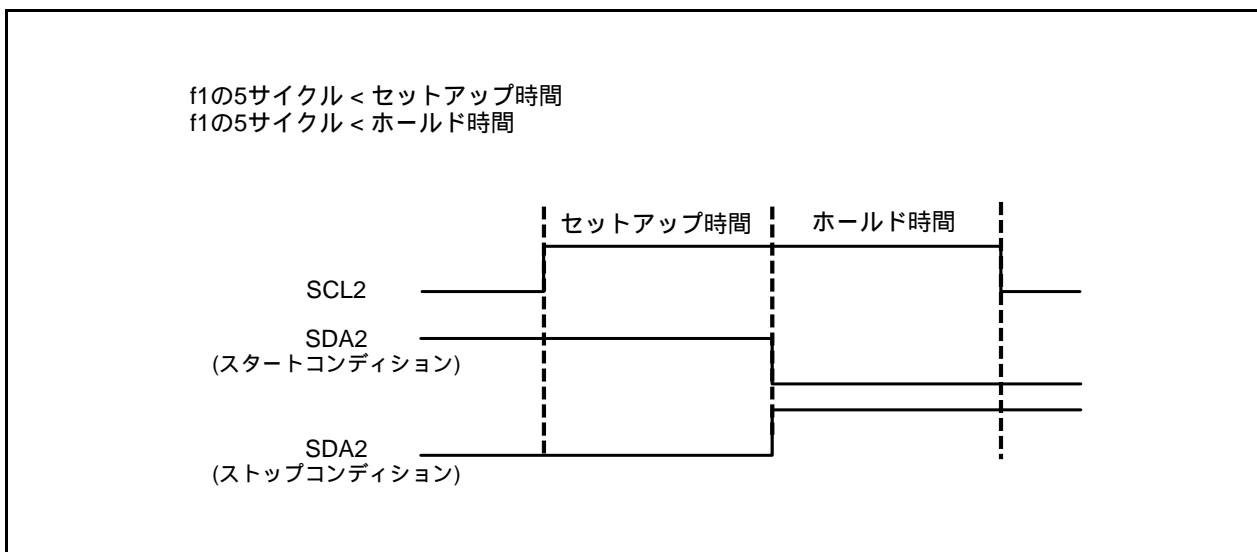 f1の5サイクル < セットアップ時間
f1の5サイクル < ホールド時間
セットアップ時間 ホールド時間
SCL2
SDA2
(スタートコンディション)
SDA2
(ストップコンディション)